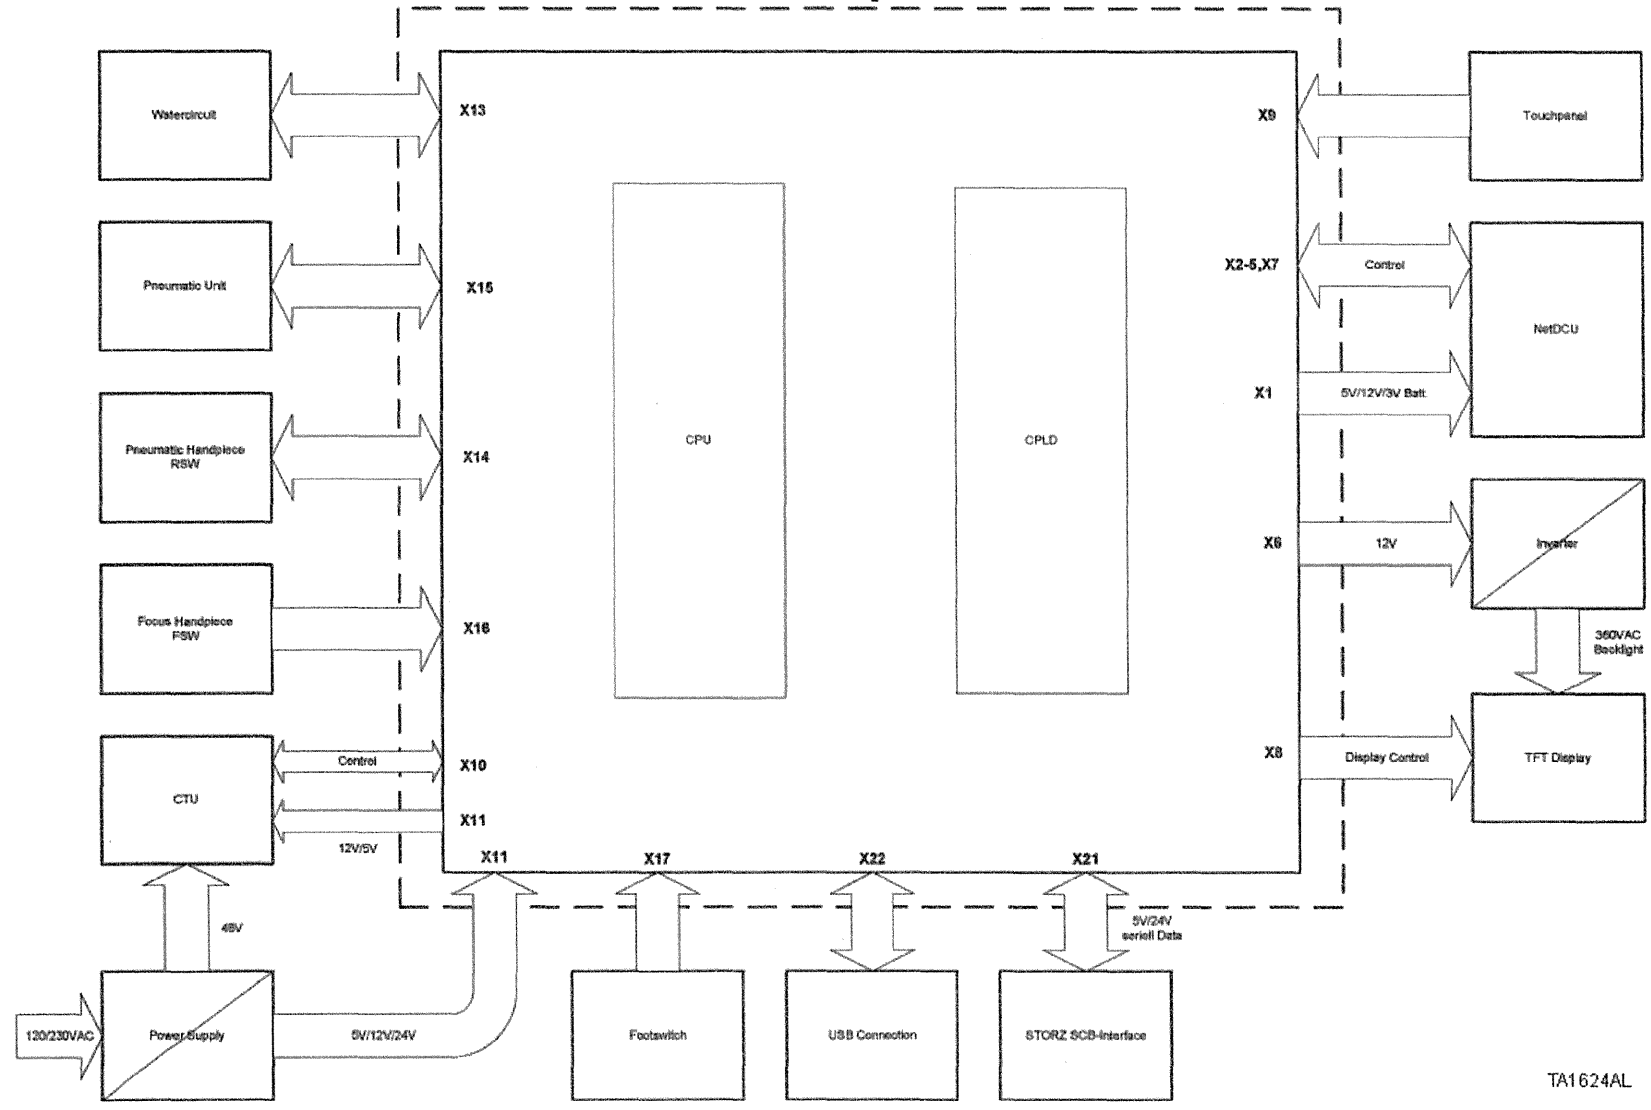 Watercircuit
X13
X9
Touchpanel
Pneumatic Unit
X15
X2-5,X7
Control
NetDCU
X1
5V/12V/3V Batt
Pneumatic Handpiece
RSW
X14
CPU
CPLD
X6
12V
Inverter
Focus Handpiece
FSW
X16
360VAC
Backlight
CTU
Control
X10
X11
12V/5V
X8
Display Control
TFT Display
X11
X17
X22
X21
48V
5V/24V
seriell Data
120/230VAC
Power Supply
5V/12V/24V
Footswitch
USB Connection
STORZ SCB-Interface
TA1624AL